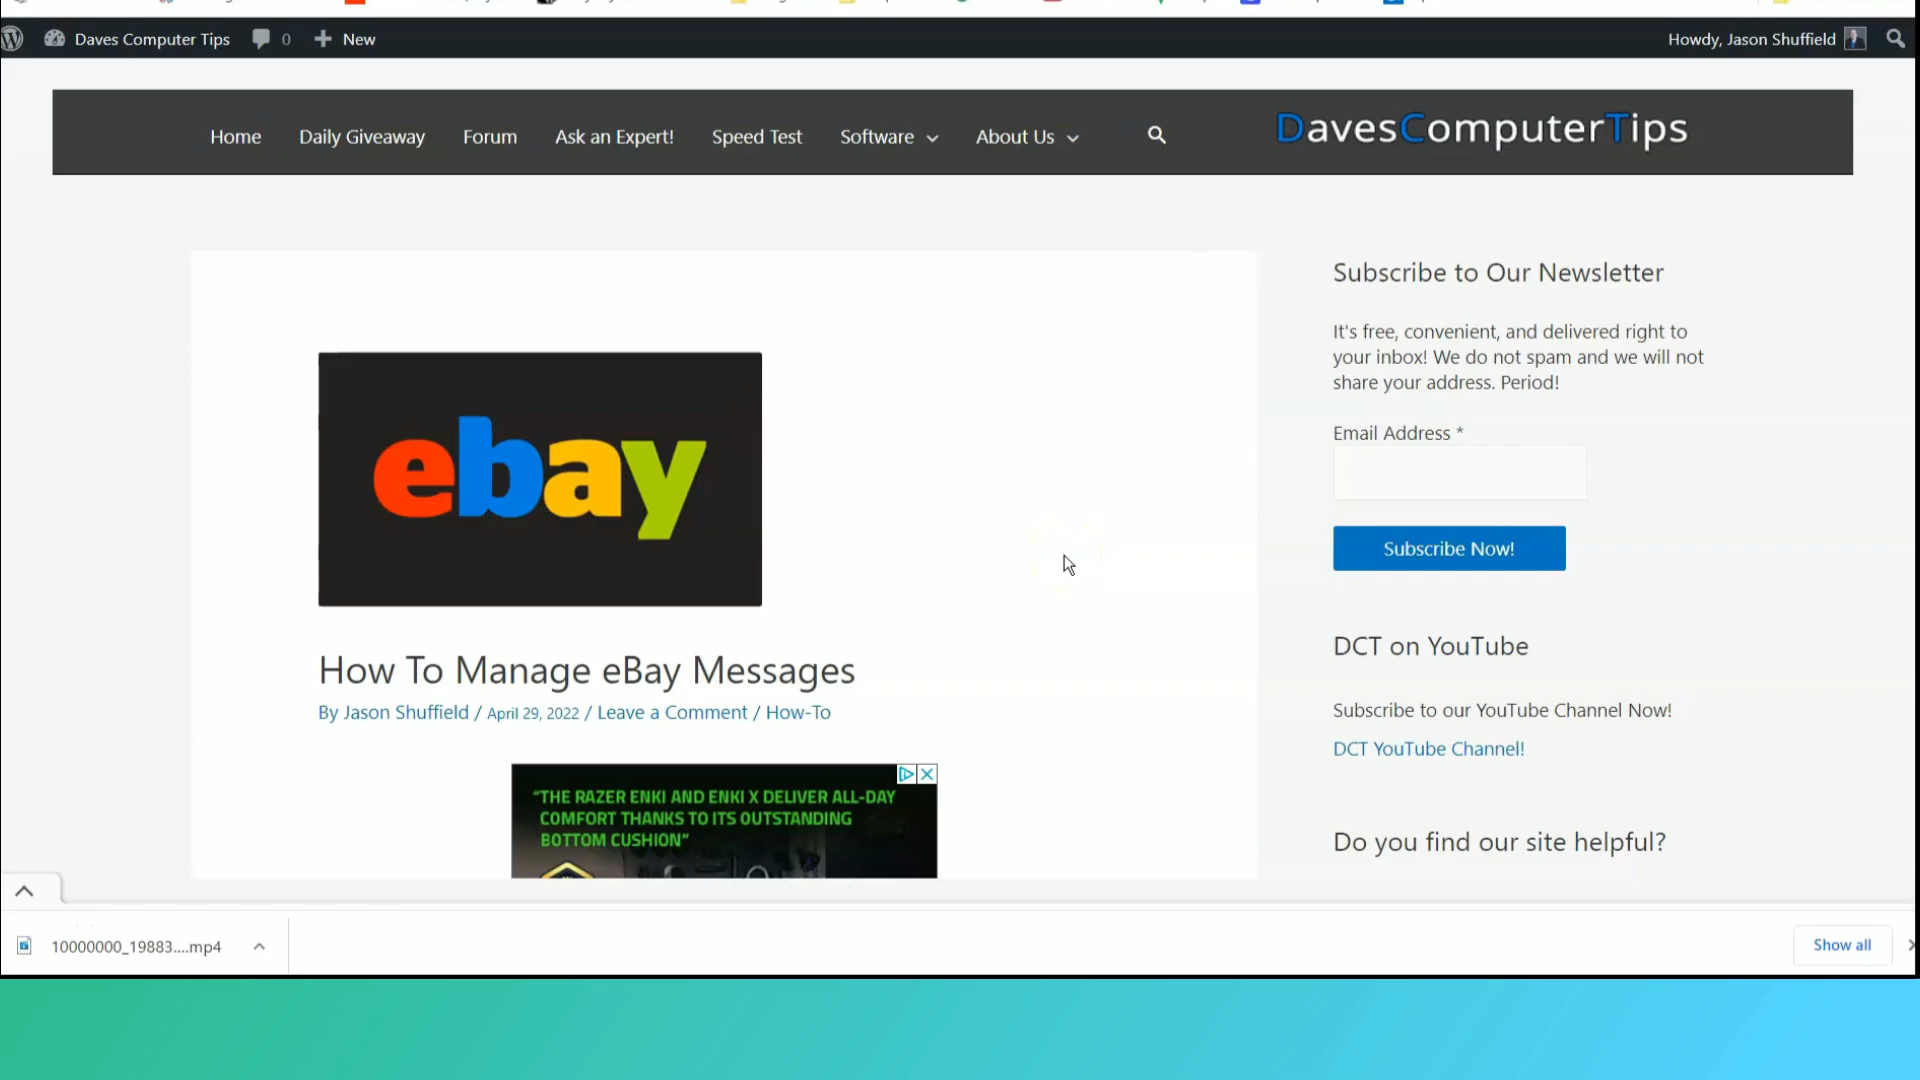 Daves Computer Tips 0 New Howdy, Jason Shuffield
Home Daily Giveaway Forum Ask an Expert! Speed Test Software About Us DavesComputerTips
ebay
How To Manage eBay Messages
By Jason Shuffield / April 29, 2022 / Leave a Comment / How-To
“THE RAZER ENKI AND ENKI X DELIVER ALL-DAY
COMFORT THANKS TO ITS OUTSTANDING
BOTTOM CUSHION”
Subscribe to Our Newsletter
It's free, convenient, and delivered right to
your inbox! We do not spam and we will not
share your address. Period!
Email Address *
Subscribe Now!
DCT on YouTube
Subscribe to our YouTube Channel Now!
DCT YouTube Channel!
Do you find our site helpful?
10000000_19883....mp4
Show all